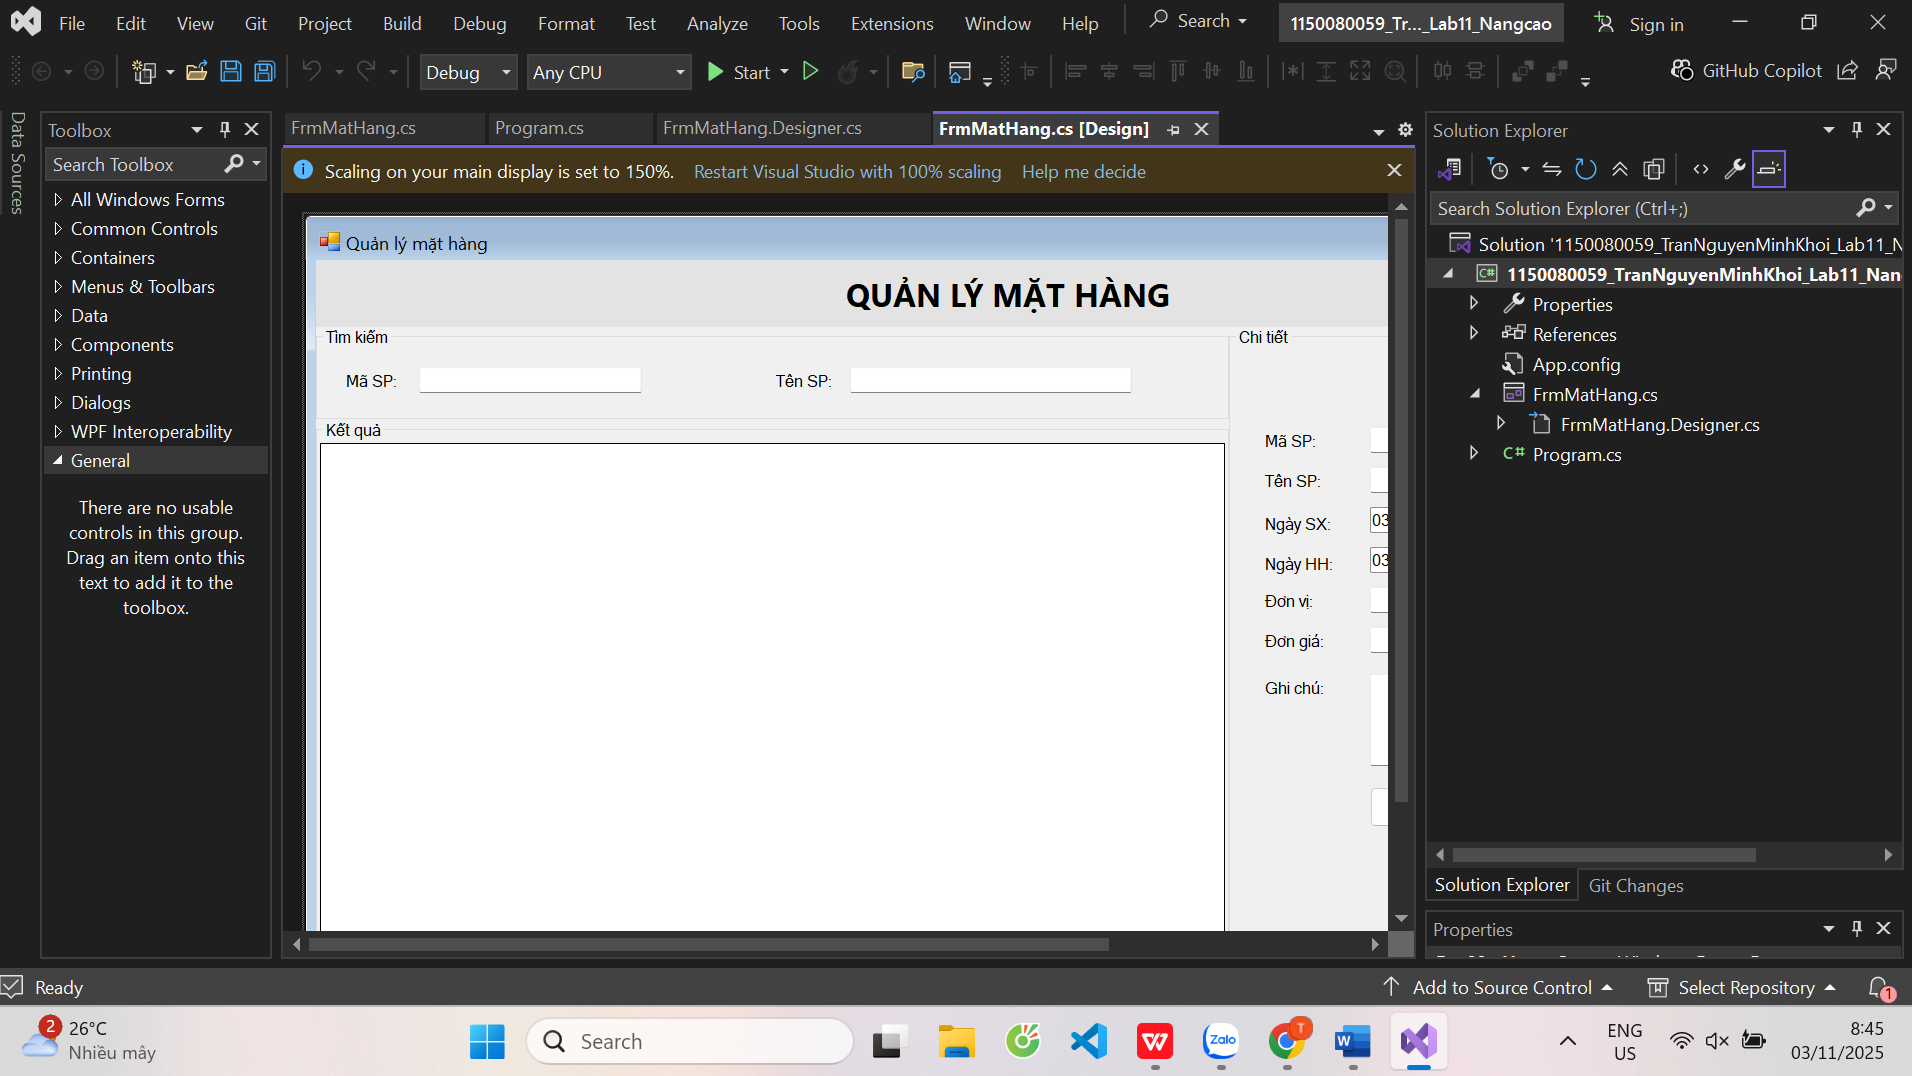 File Edit View Git Project Build Debug Format Test Analyze Tools Extensions Window Help Search 1150080059_Tr..._Lab11_Nangcao Sign in
Debug Any CPU Start GitHub Copilot
Data Sources
Toolbox
Search Toolbox
All Windows Forms
Common Controls
Containers
Menus & Toolbars
Data
Components
Printing
Dialogs
WPF Interoperability
General
There are no usable
controls in this group.
Drag an item onto this
text to add it to the
toolbox.
FrmMatHang.cs Program.cs FrmMatHang.Designer.cs FrmMatHang.cs [Design]
Scaling on your main display is set to 150%. Restart Visual Studio with 100% scaling Help me decide
Quản lý mặt hàng
QUẢN LÝ MẶT HÀNG
Tìm kiếm
Mã SP: Tên SP:
Kết quả
Chi tiết
Mã SP:
Tên SP:
Ngày SX: 03
Ngày HH: 03
Đơn vị:
Đơn giá:
Ghi chú:
Solution Explorer
Search Solution Explorer (Ctrl+;)
Solution '1150080059_TranNguyenMinhKhoi_Lab11_N
C# 1150080059_TranNguyenMinhKhoi_Lab11_Nan
Properties
References
App.config
FrmMatHang.cs
FrmMatHang.Designer.cs
C# Program.cs
Solution Explorer Git Changes
Properties
Ready Add to Source Control Select Repository 1
2 26°C
Nhiều mây
Search
Zalo
T
ENG
US
8:45
03/11/2025